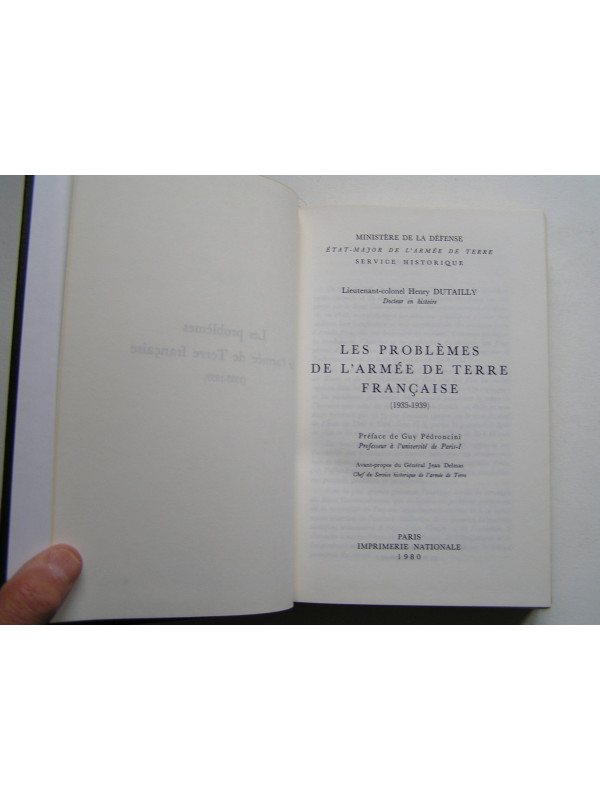 MINISTÈRE DE LA DÉFENSE
ÉTAT-MAJOR DE L'ARMÉE DE TERRE
SERVICE HISTORIQUE
Lieutenant-colonel Henry DUTAILLY
Docteur en histoire
LES PROBLÈMES
DE L'ARMÉE DE TERRE
FRANÇAISE
(1935-1939)
Préface de Guy Pédroncini
Professeur à l'université de Paris-I
Avant-propos du Général Jean Delmas
Chef du Service historique de l'armée de Terre
PARIS
IMPRIMERIE NATIONALE
1980